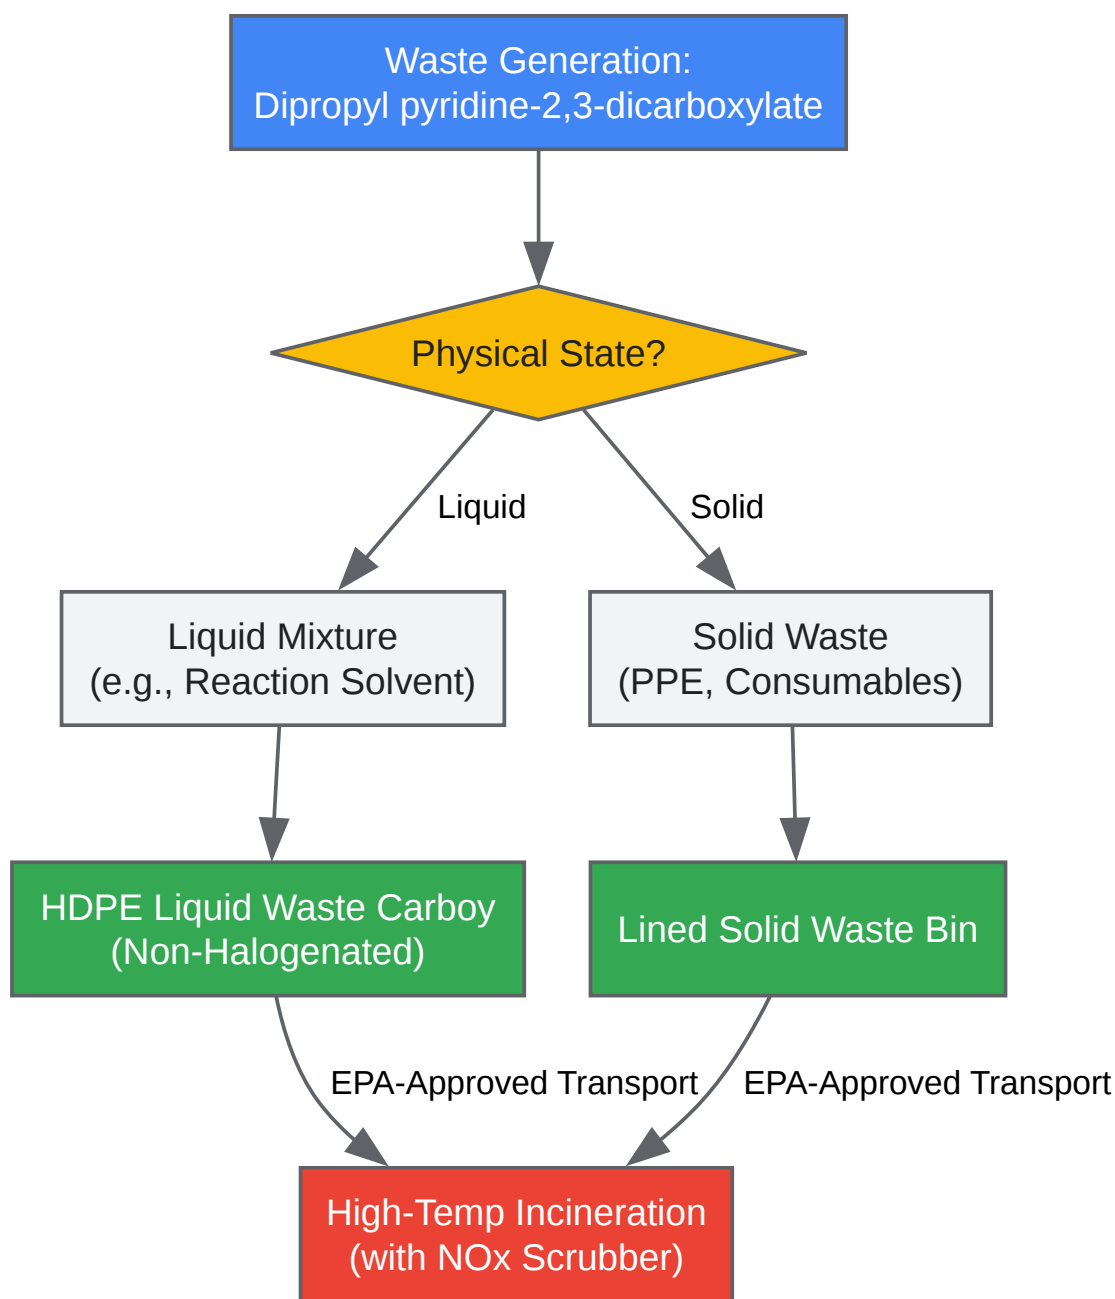 Waste Generation:
Dipropyl pyridine-2,3-dicarboxylate
Physical State?
Liquid
Solid
Liquid Mixture
(e.g., Reaction Solvent)
Solid Waste
(PPE, Consumables)
HDPE Liquid Waste Carboy
(Non-Halogenated)
Lined Solid Waste Bin
EPA-Approved Transport
EPA-Approved Transport
High-Temp Incineration
(with NOx Scrubber)